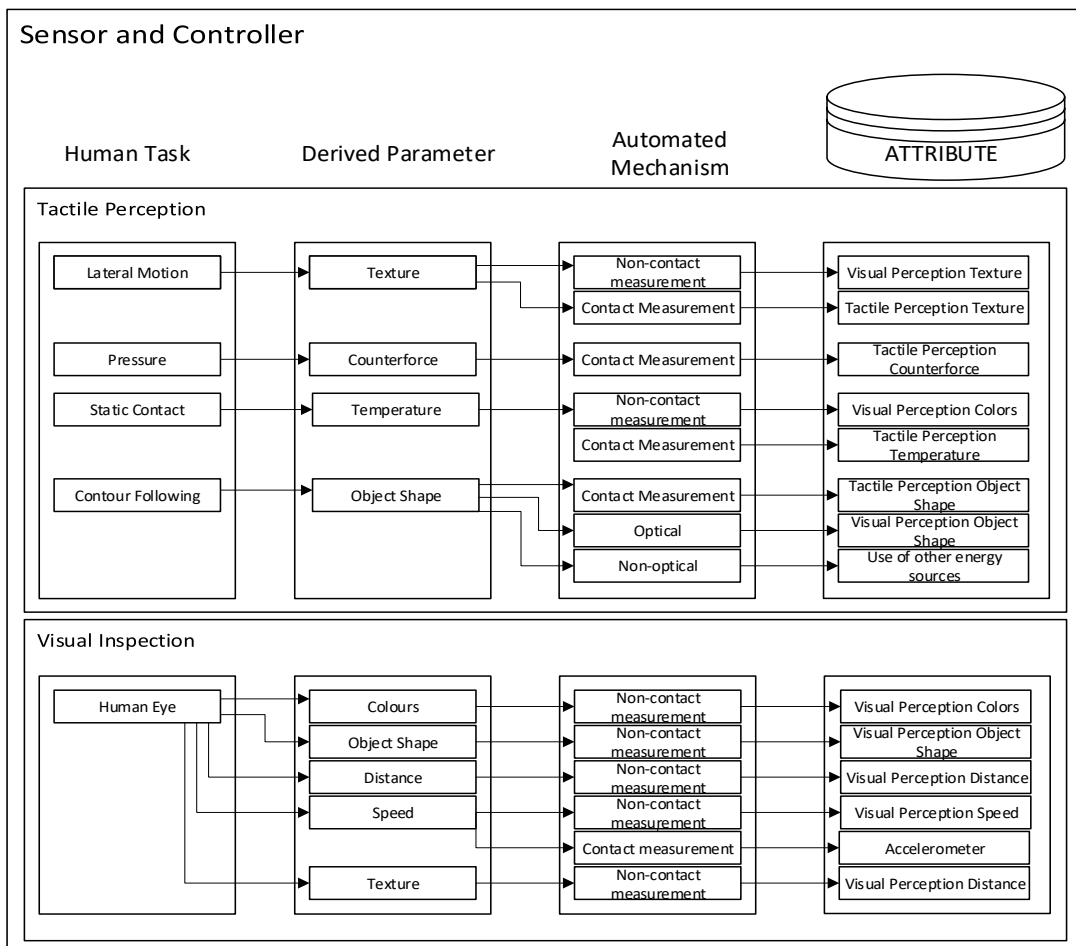 Sensor and Controller
Human Task
Derived Parameter
Automated
Mechanism
ATTRIBUTE
Tactile Perception
Lateral Motion
Texture
Non-contact
measurement
Visual Perception Texture
Contact Measurement
Tactile Perception Texture
Pressure
Counterforce
Contact Measurement
Tactile Perception
Counterforce
Static Contact
Temperature
Non-contact
measurement
Visual Perception Colors
Contact Measurement
Tactile Perception
Temperature
Contour Following
Object Shape
Contact Measurement
Tactile Perception Object
Shape
Optical
Visual Perception Object
Shape
Non-optical
Use of other energy
sources
Visual Inspection
Human Eye
Colours
Non-contact
measurement
Visual Perception Colors
Object Shape
Non-contact
measurement
Visual Perception Object
Shape
Distance
Non-contact
measurement
Visual Perception Distance
Speed
Non-contact
measurement
Visual Perception Speed
Contact measurement
Accelerometer
Texture
Non-contact
measurement
Visual Perception Distance